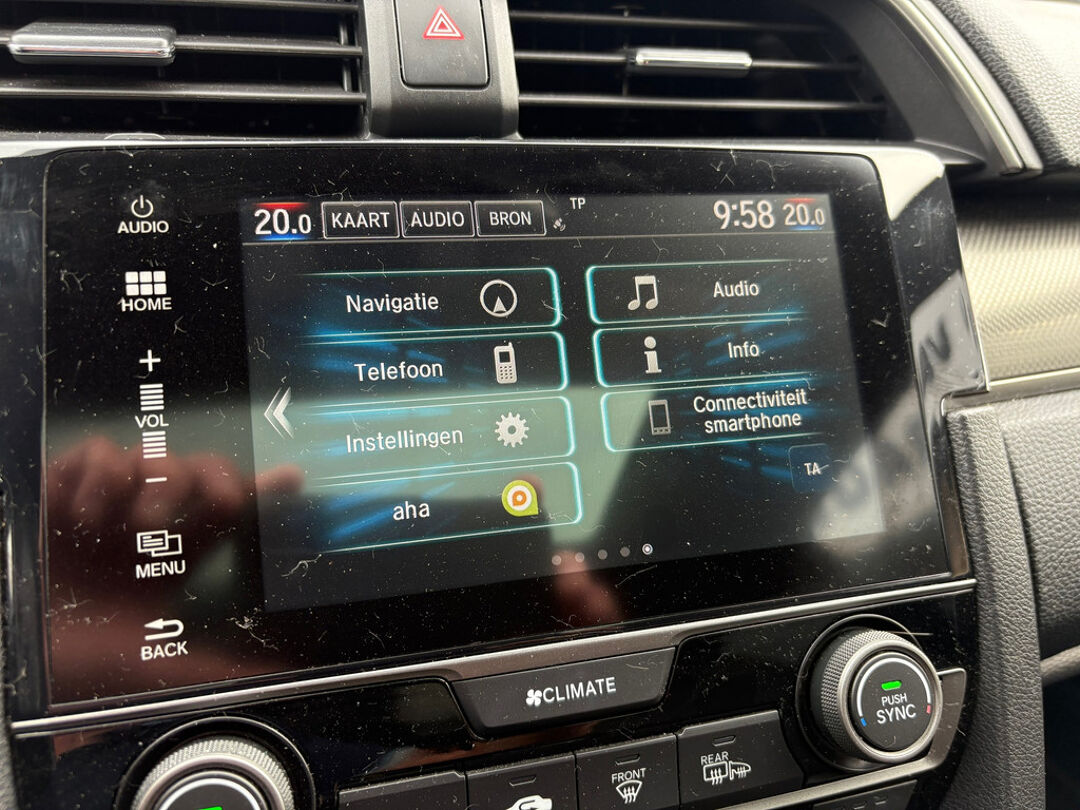 AUDIO
HOME
+
VOL
−
MENU
BACK
20.0 KAART AUDIO BRON TP 9:58 20.0
Navigatie
Audio
Telefoon
Info
Instellingen
Connectiviteit
smartphone
aha
TA
CLIMATE
PUSH
SYNC
FRONT
REAR